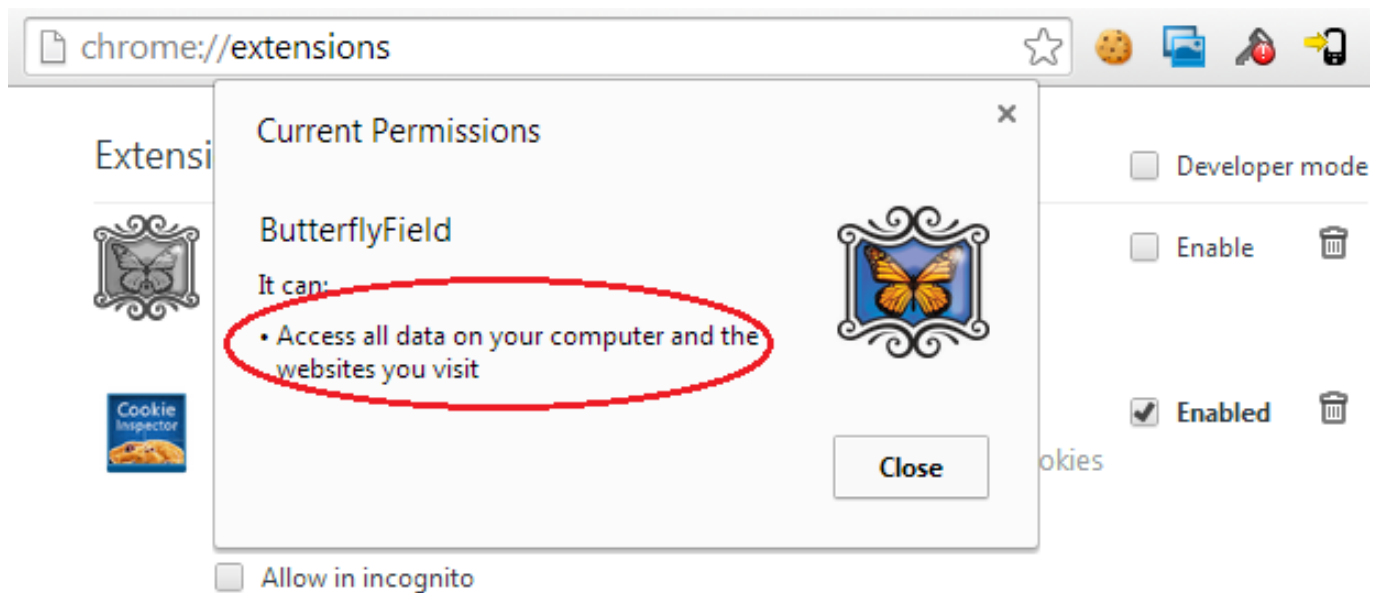 chrome://extensions
Current Permissions
Extensi
Developer mode
ButterflyField
Enable
It can:
• Access all data on your computer and the
websites you visit
Cookie
Inspector
Enabled
Close
okies
Allow in incognito